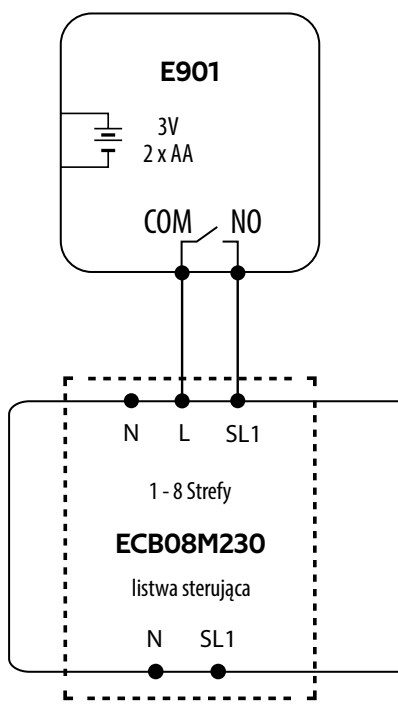 E901
3V
2 x AA
COM NO
N L SL1
1 - 8 Strefy
ECB08M230
listwa sterująca
N SL1